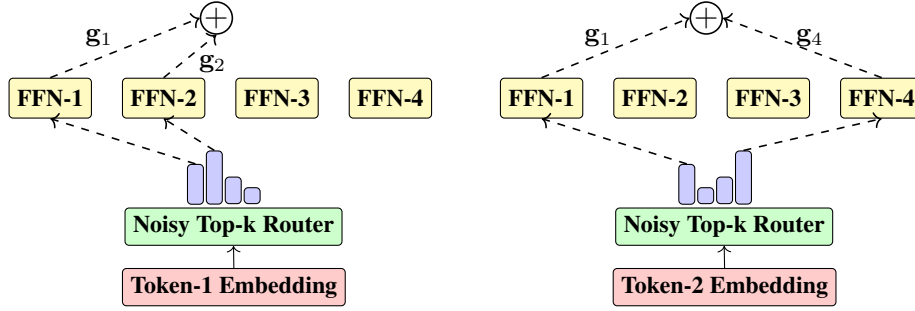 ⊕ ⊕
g₁ g₂ g₁ g₄
FFN-1 FFN-2 FFN-3 FFN-4 FFN-1 FFN-2 FFN-3 FFN-4
Noisy Top-k Router Noisy Top-k Router
Token-1 Embedding Token-2 Embedding